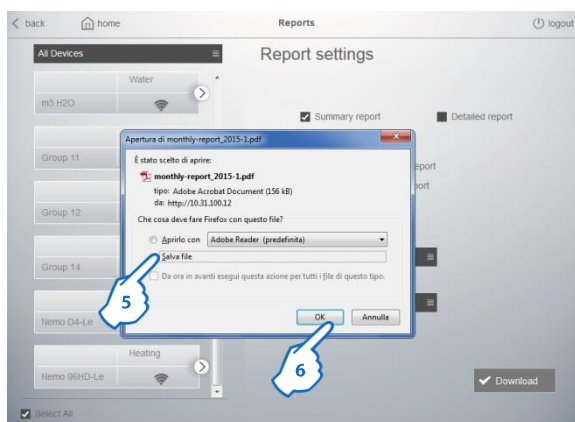 back
home
Reports
logout
All Devices
Report settings
Water
m3 H2O
Summary report
Detailed report
Apertura di monthly-report_2015-1.pdf
È stato scelto di aprire:
monthly-report_2015-1.pdf
tipo: Adobe Acrobat Document (156 kB)
da: http://10.31.100.12
Che cosa deve fare Firefox con questo file?
Aprirlo con Adobe Reader (predefinita)
Salva file
Da ora in avanti esegui questa azione per tutti i file di questo tipo.
OK
Annulla
Group 11
eport
Group 12
port
Group 14
5
Nemo D4-Le
Heating
6
Nemo 96HD-Le
Download
Select All